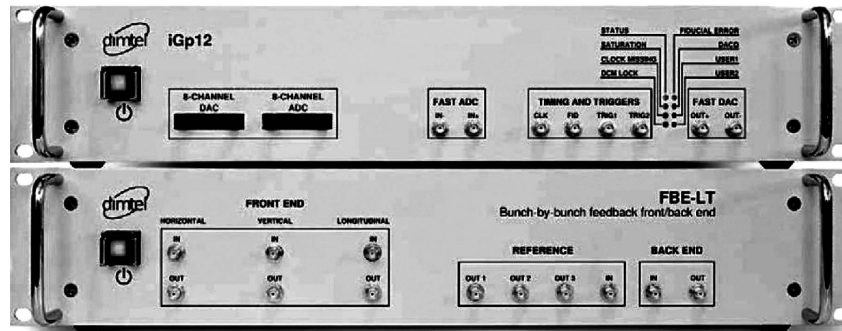 dimtel iGp12
STATUS FIDUCIAL ERROR
SATURATION DACQ
CLOCK MISSING USER1
DCM LOCK USER2
8-CHANNEL DAC
8-CHANNEL ADC
FAST ADC
IN- IN+
TIMING AND TRIGGERS
CLK FID TRIG1 TRIG2
FAST DAC
OUT+ OUT-
dimtel
FBE-LT
Bunch-by-bunch feedback front/back end
FRONT END
HORIZONTAL VERTICAL LONGITUDINAL
IN IN IN
OUT OUT OUT
REFERENCE
OUT 1 OUT 2 OUT 3 IN
BACK END
IN OUT